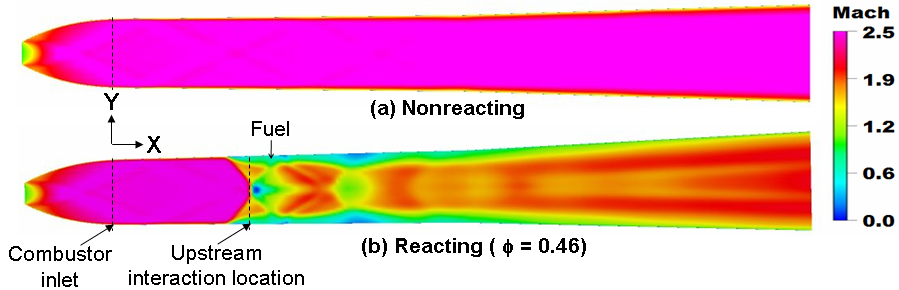 Mach
2.5
1.9
1.2
0.6
0.0
(a) Nonreacting
Y
X
Fuel
Combustor
inlet
Upstream
interaction location
(b) Reacting ( ϕ = 0.46)